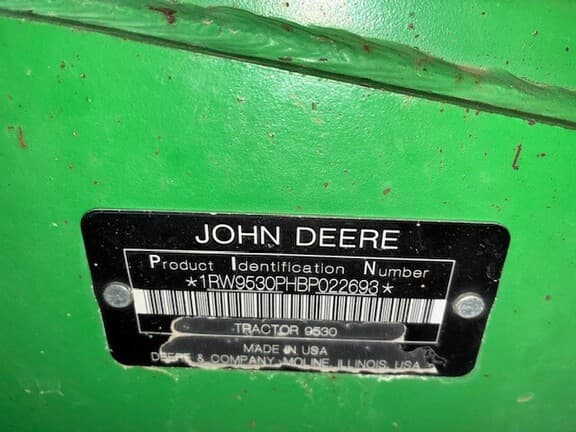 JOHN DEERE
Product Identification Number
*1RW9530PHBP022693*
TRACTOR 9530
MADE IN USA
DEERE & COMPANY MOLINE, ILLINOIS, USA